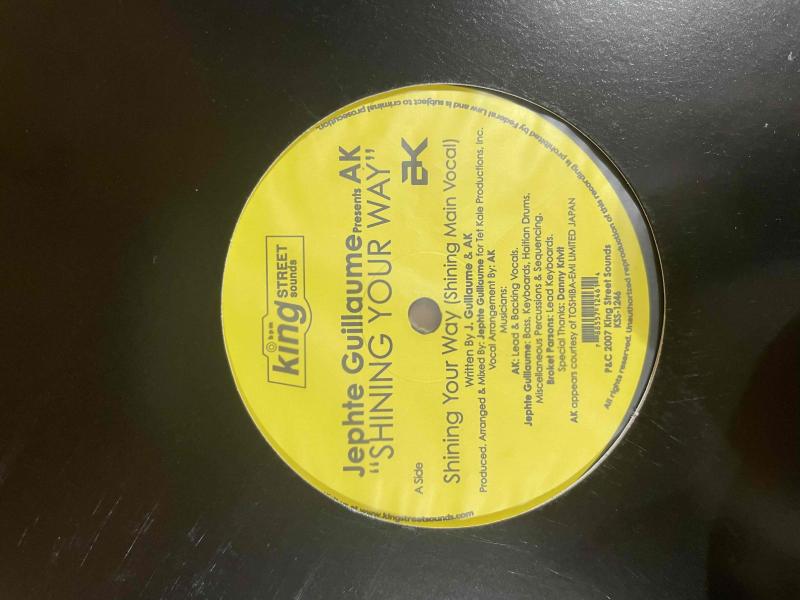 bpm
king
STREET
sounds
Jephte Guillaume Presents AK
“SHINING YOUR WAY”
A Side
Shining Your Way (Shining Main Vocal)
Written By J. Guillaume & AK
Produced, Arranged & Mixed By: Jephte Guillaume for Tet Kale Productions, Inc.
Vocal Arrangement By: AK
Musicians:
AK: Lead & Backing Vocals.
Jephte Guillaume: Bass, Keyboards, Haitian Drums,
Miscellaneous Percussions & Sequencing.
Broket Parsons: Lead Keyboards.
Special Thanks: Danny Krivit
AK appears courtesy of TOSHIBA-EMI LIMITED JAPAN
P&C 2007 King Street Sounds
KSS-1246
All rights reserved. Unauthorized reproduction of this recording is prohibited by Federal Law and is subject to criminal prosecution.
at www.kingstreetsounds.com